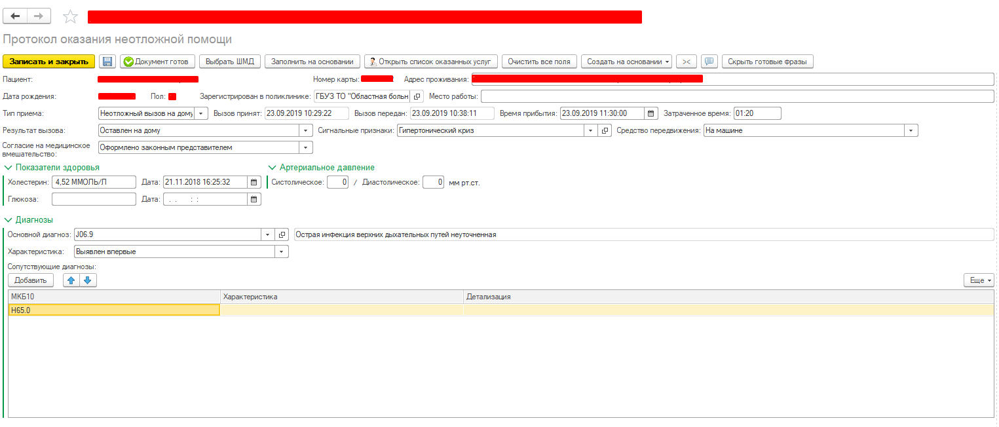 Протокол оказания неотложной помощи
Записать и закрыть Документ готов Выбрать ШМД Заполнить на основании Открыть список оказанных услуг Очистить все поля Создать на основании Скрыть готовые фразы
Пациент: Номер карты: Адрес проживания:
Дата рождения: Пол: Зарегистрирован в поликлинике: ГБУЗ ТО "Областная больн Место работы:
Тип приема: Неотложный вызов на дому Вызов принят: 23.09.2019 10:29:22 Вызов передан: 23.09.2019 10:38:11 Время прибытия: 23.09.2019 11:30:00 Затраченное время: 01:20
Результат вызова: Оставлен на дому Сигнальные признаки: Гипертонический криз Средство передвижения: На машине
Согласие на медицинское
вмешательство: Оформлено законным представителем
Показатели здоровья Артериальное давление
Холестерин: 4,52 ММОЛЬ/Л Дата: 21.11.2018 16:25:32 Систолическое: 0 / Диастолическое: 0 мм рт.ст.
Глюкоза: Дата: . . : :
Диагнозы
Основной диагноз: J06.9 Острая инфекция верхних дыхательных путей неуточненная
Характеристика: Выявлен впервые
Сопутствующие диагнозы:
Добавить Еще
МКБ10 Характеристика Детализация
H65.0